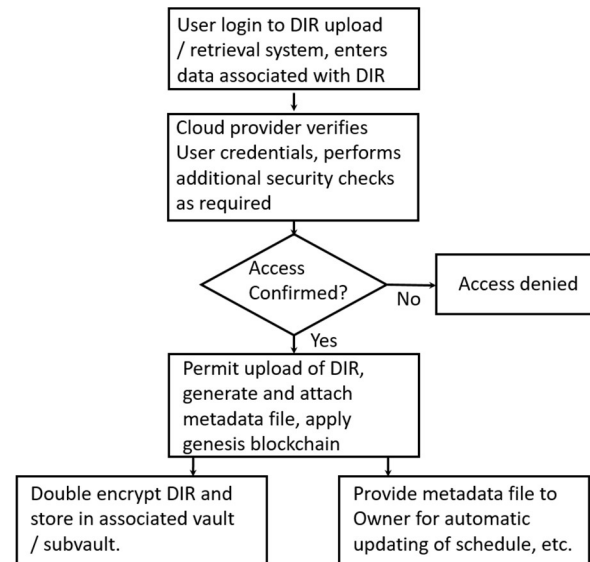 User login to DIR upload
/ retrieval system, enters
data associated with DIR
Cloud provider verifies
User credentials, performs
additional security checks
as required
Access
Confirmed?
No
Access denied
Yes
Permit upload of DIR,
generate and attach
metadata file, apply
genesis blockchain
Double encrypt DIR and
store in associated vault
/ subvault.
Provide metadata file to
Owner for automatic
updating of schedule, etc.